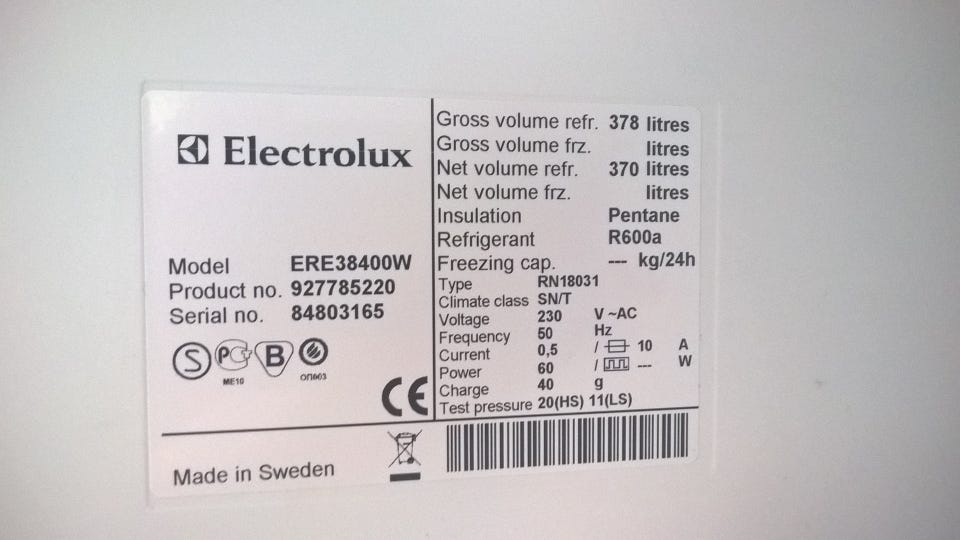 Electrolux
Model ERE38400W
Product no. 927785220
Serial no. 84803165
S PC B
ME10 ОП003
CE
Made in Sweden
Gross volume refr. 378 litres
Gross volume frz. litres
Net volume refr. 370 litres
Net volume frz. litres
Insulation Pentane
Refrigerant R600a
Freezing cap. --- kg/24h
Type RN18031
Climate class SN/T
Voltage 230 V ~AC
Frequency 50 Hz
Current 0,5 / 10 A
Power 60 / --- W
Charge 40 g
Test pressure 20(HS) 11(LS)